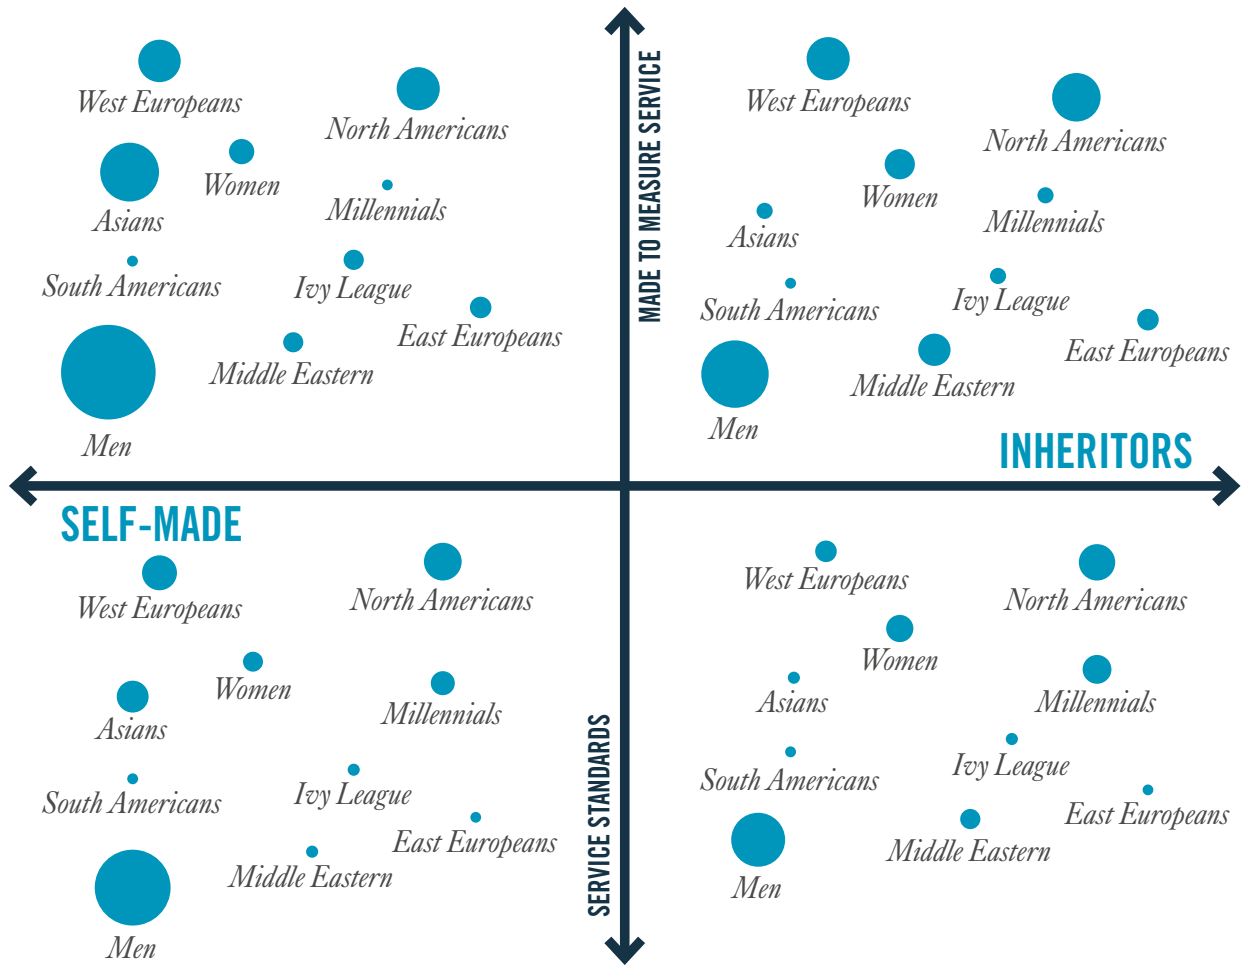 West Europeans
North Americans
Women
Asians
Millennials
South Americans
Ivy League
East Europeans
Middle Eastern
Men
MADE TO MEASURE SERVICE
West Europeans
North Americans
Women
Asians
Millennials
South Americans
Ivy League
East Europeans
Middle Eastern
Men
INHERITORS
SELF-MADE
West Europeans
North Americans
Women
Asians
Millennials
South Americans
Ivy League
East Europeans
Middle Eastern
Men
SERVICE STANDARDS
West Europeans
North Americans
Women
Asians
Millennials
Ivy League
South Americans
East Europeans
Middle Eastern
Men